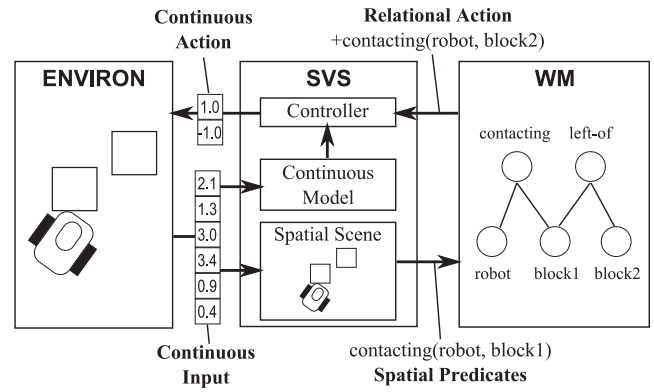 Continuous
Action
Relational Action
+contacting(robot, block2)
ENVIRON
SVS
WM
1.0
-1.0
Controller
contacting
left-of
2.1
1.3
3.0
3.4
0.9
0.4
Continuous
Model
Spatial Scene
robot
block1
block2
Continuous
Input
contacting(robot, block1)
Spatial Predicates